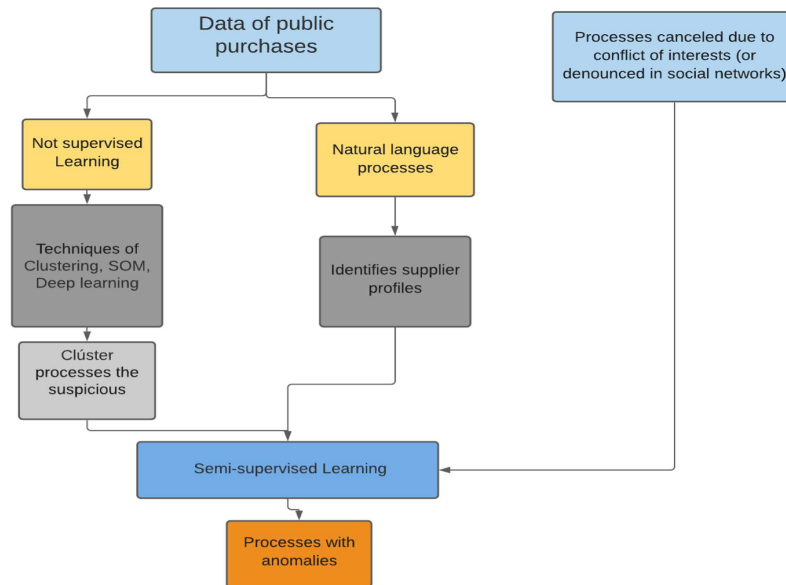 Data of public
purchases
Processes canceled due to
conflict of interests (or
denounced in social networks)
Not supervised
Learning
Natural language
processes
Techniques of
Clustering, SOM,
Deep learning
Identifies supplier
profiles
Clúster
processes the
suspicious
Semi-supervised Learning
Processes with
anomalies